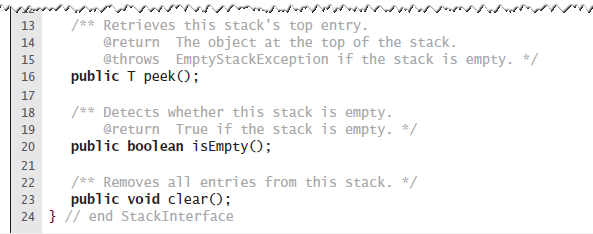 13 /** Retrieves this stack's top entry.
14 @return The object at the top of the stack.
15 @throws EmptyStackException if the stack is empty. */
16 public T peek();
17
18 /** Detects whether this stack is empty.
19 @return True if the stack is empty. */
20 public boolean isEmpty();
21
22 /** Removes all entries from this stack. */
23 public void clear();
24 } // end StackInterface